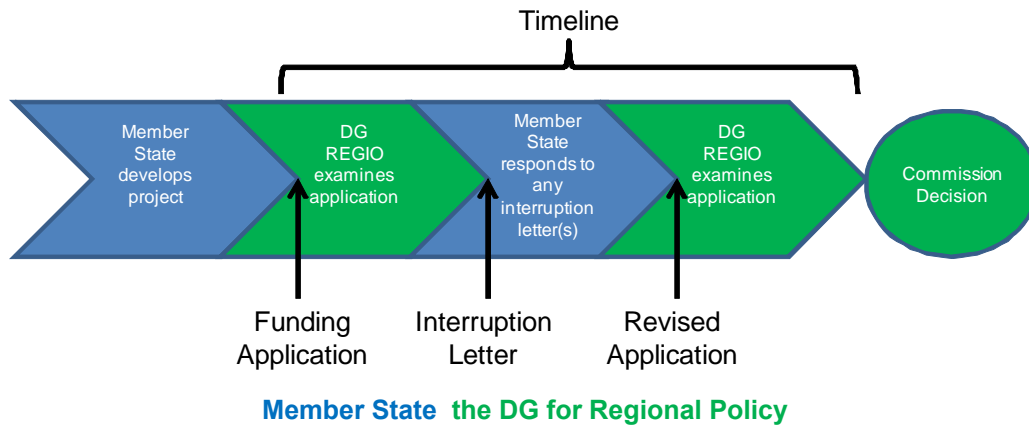 Timeline
Member
State
develops
project
DG
REGIO
examines
application
Member
State
responds to
any
interruption
letter(s)
DG
REGIO
examines
application
Commission
Decision
Funding
Application
Interruption
Letter
Revised
Application
Member State the DG for Regional Policy